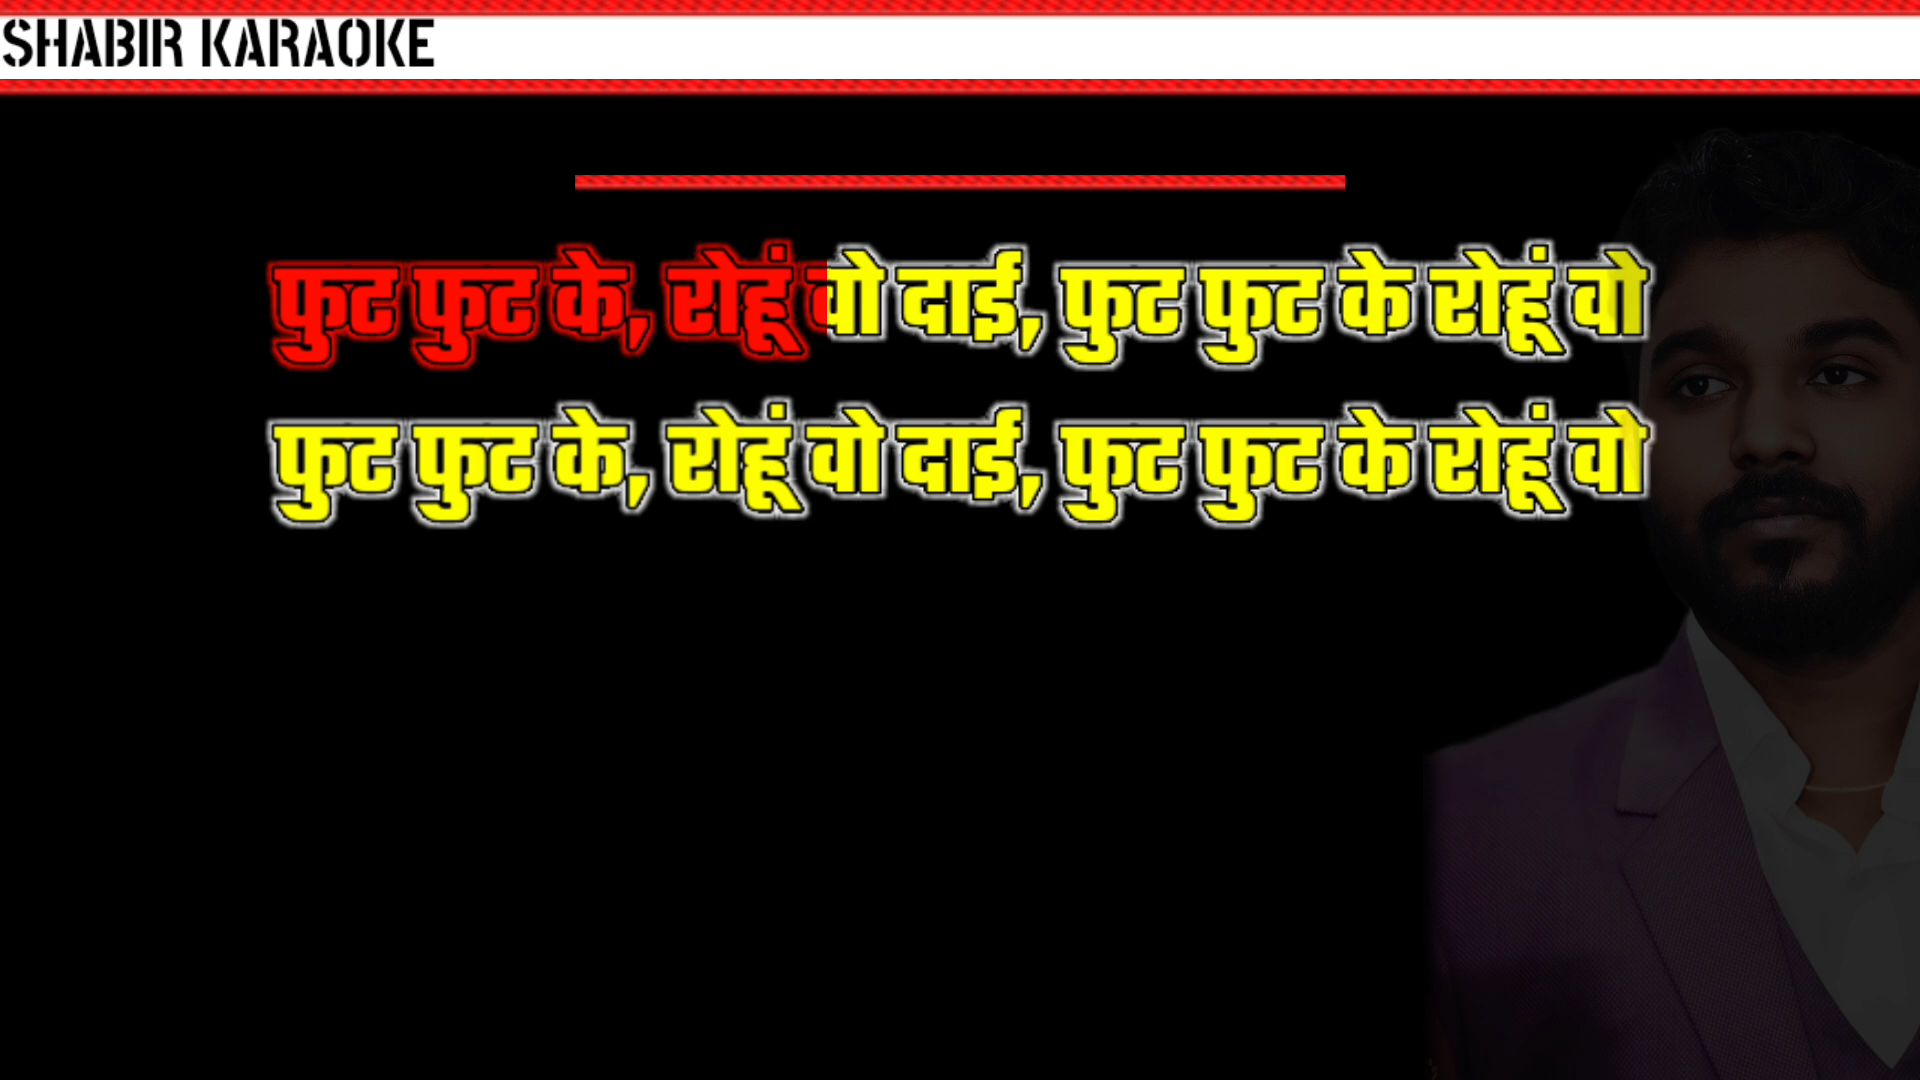 SHABIR KARAOKE
फुट फुट के, रोहूं वो दाई, फुट फुट के रोहूं वो
फुट फुट के, रोहूं वो दाई, फुट फुट के रोहूं वो